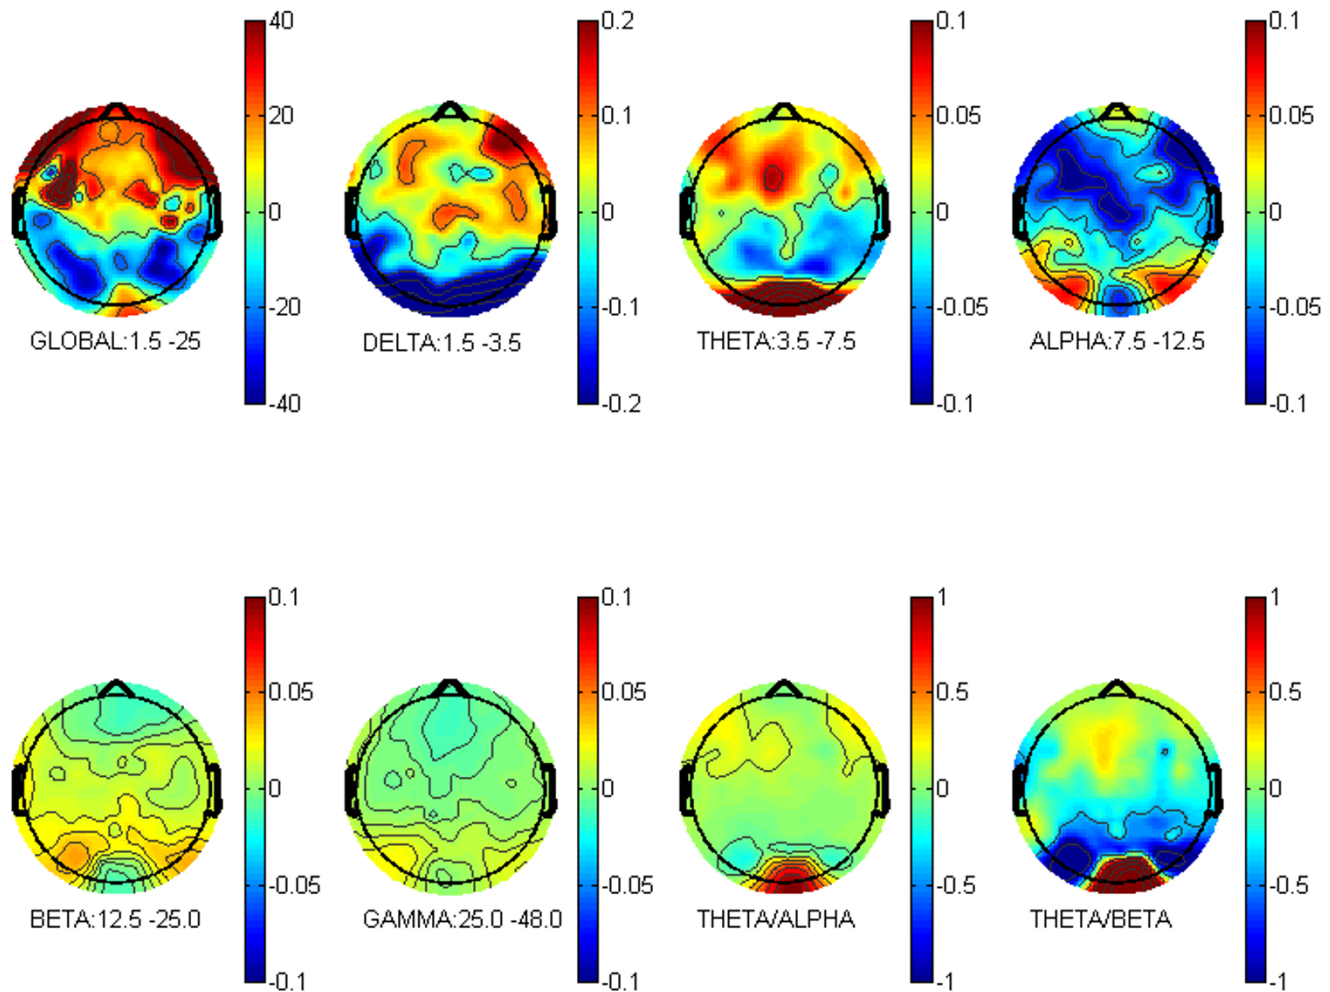 40 0.2 0.1 0.1
20 0.1 0.05 0.05
0 0 0 0
-20 -0.1 -0.05 -0.05
GLOBAL:1.5 -25 DELTA:1.5 -3.5 THETA:3.5 -7.5 ALPHA:7.5 -12.5
-40 -0.2 -0.1 -0.1
0.1 0.1 1 1
0.05 0.05 0.5 0.5
0 0 0 0
-0.05 -0.05 -0.5 -0.5
BETA:12.5 -25.0 GAMMA:25.0 -48.0 THETA/ALPHA THETA/BETA
-0.1 -0.1 -1 -1